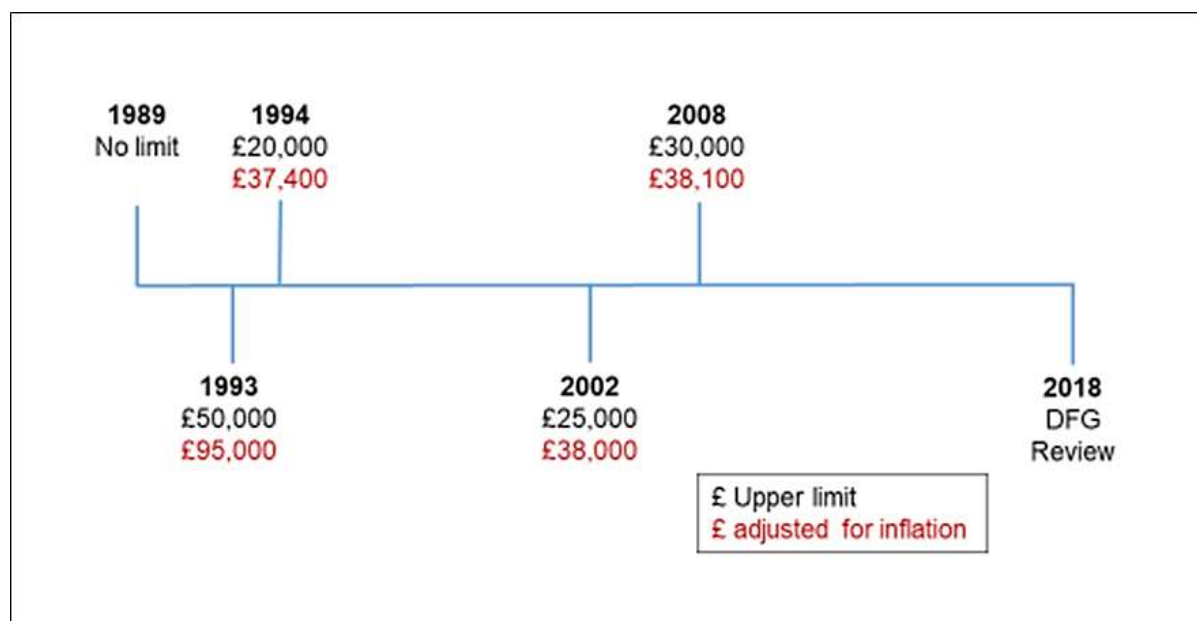 1989
No limit
1994
£20,000
£37,400
2008
£30,000
£38,100
1993
£50,000
£95,000
2002
£25,000
£38,000
2018
DFG
Review
£ Upper limit
£ adjusted for inflation